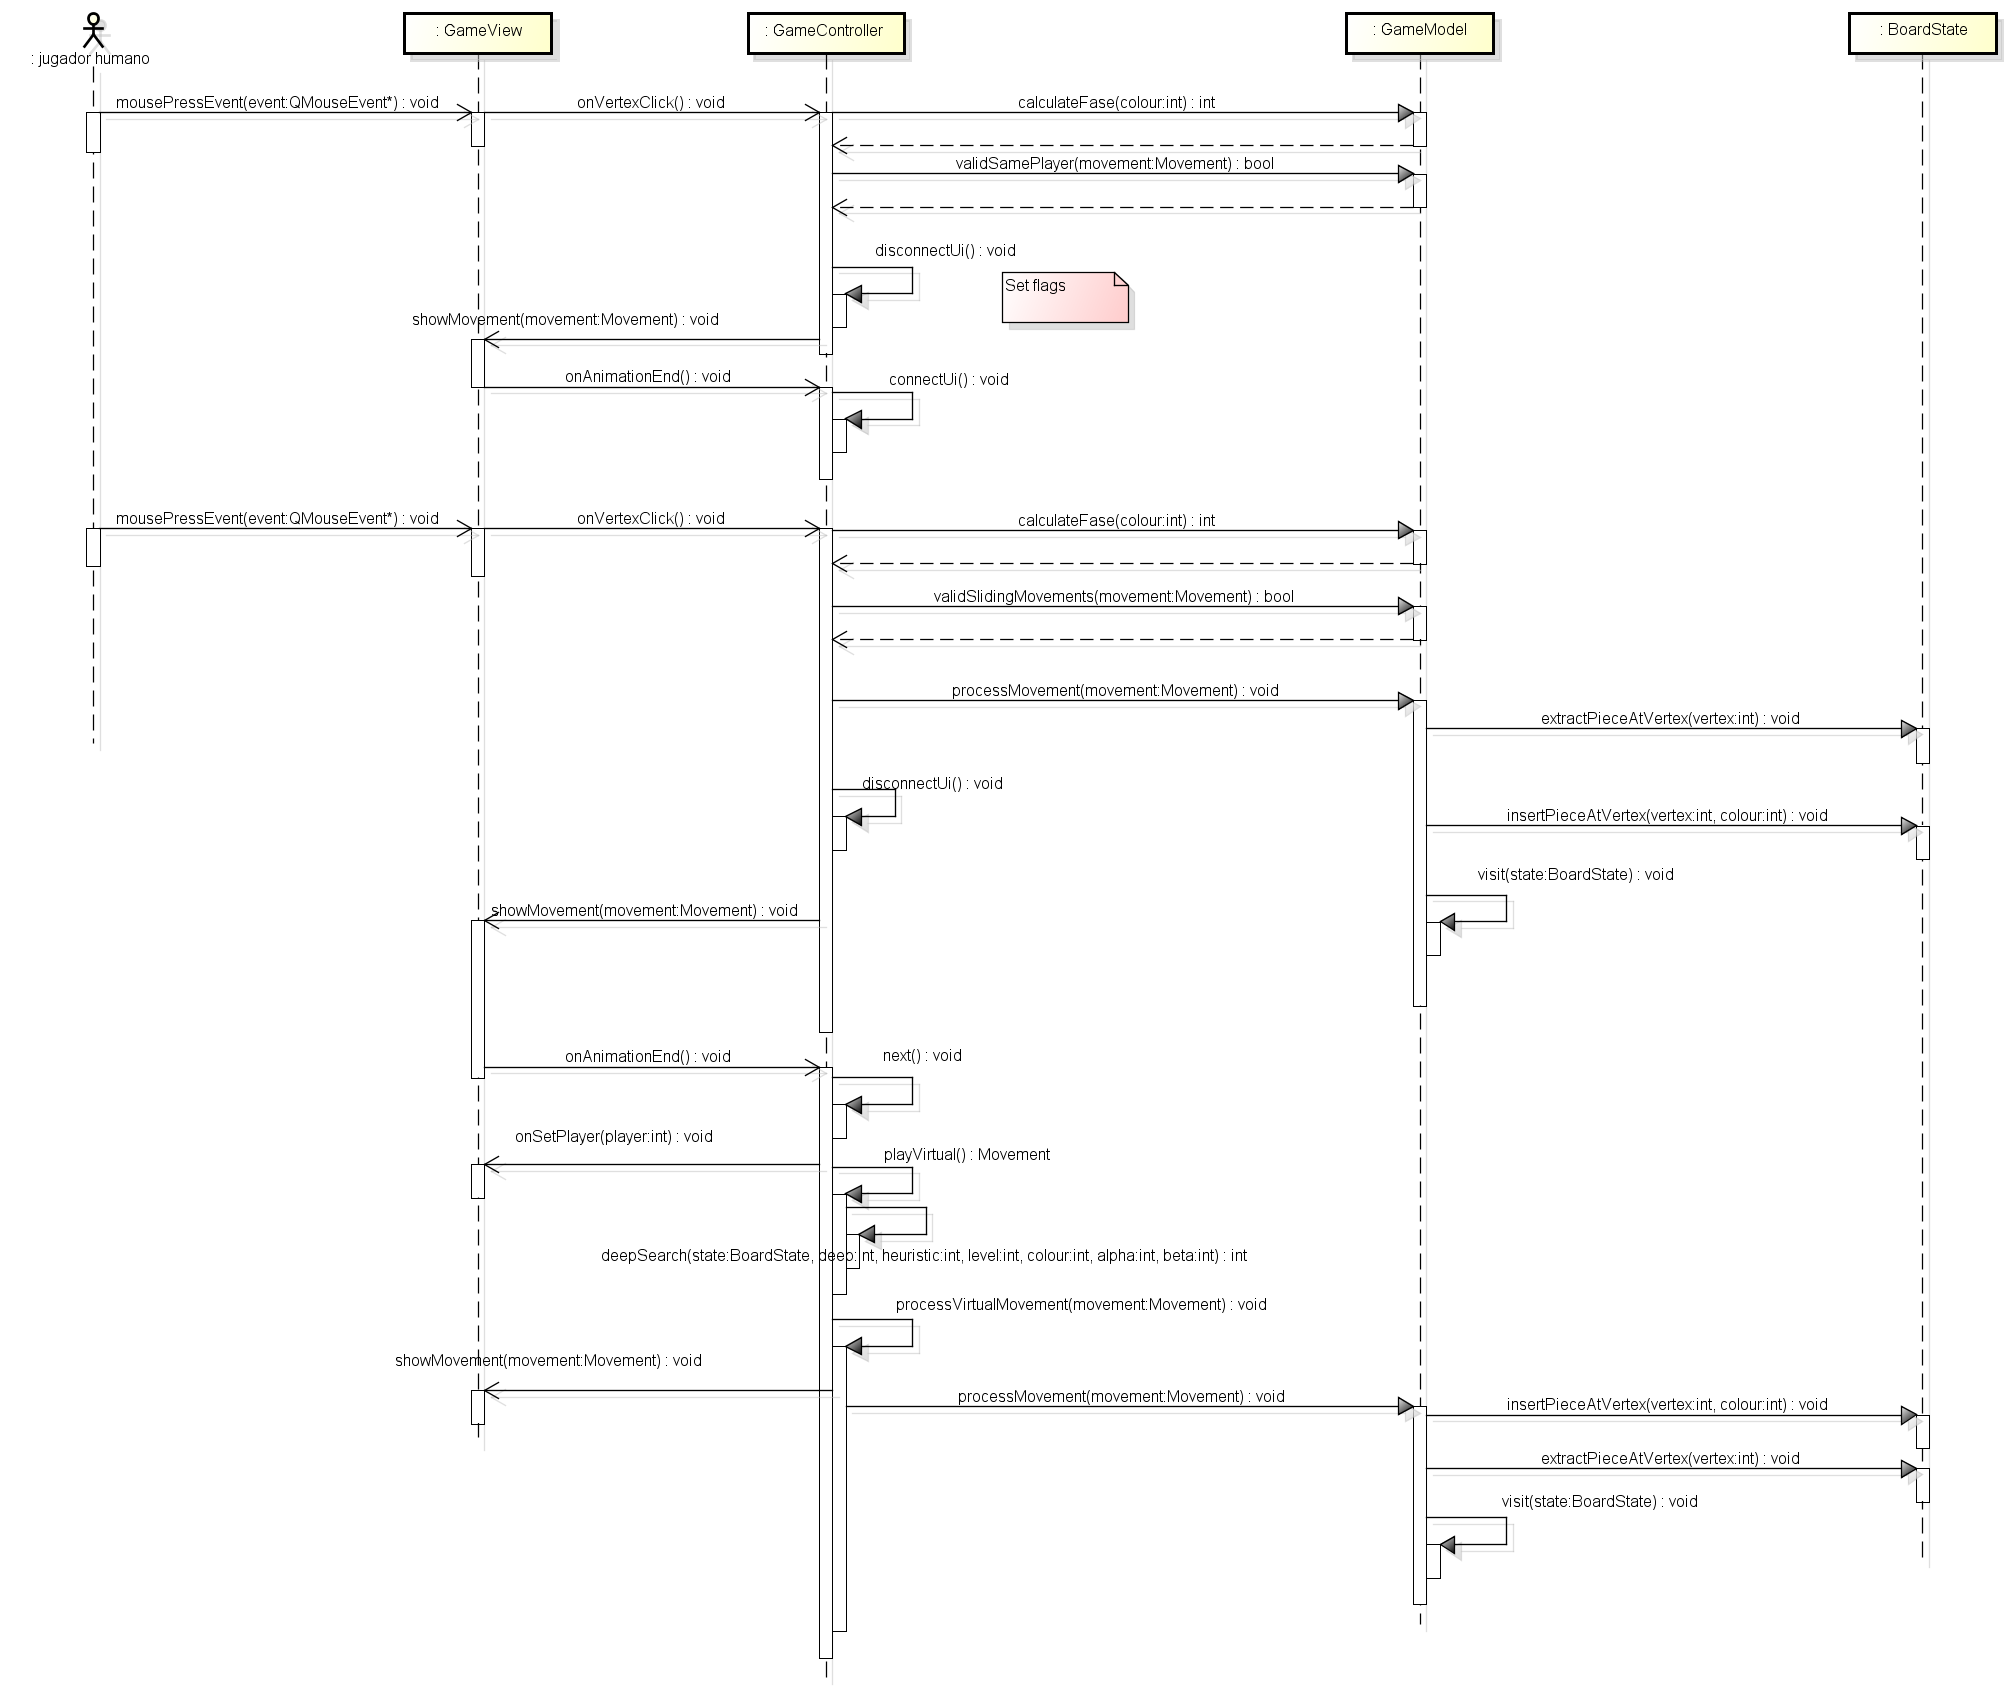 : jugador humano
: GameView
: GameController
: GameModel
: BoardState
mousePressEvent(event:QMouseEvent*) : void
onVertexClick() : void
calculateFase(colour:int) : int
validSamePlayer(movement:Movement) : bool
disconnectUi() : void
Set flags
showMovement(movement:Movement) : void
onAnimationEnd() : void
connectUi() : void
mousePressEvent(event:QMouseEvent*) : void
onVertexClick() : void
calculateFase(colour:int) : int
validSlidingMovements(movement:Movement) : bool
processMovement(movement:Movement) : void
extractPieceAtVertex(vertex:int) : void
disconnectUi() : void
insertPieceAtVertex(vertex:int, colour:int) : void
visit(state:BoardState) : void
showMovement(movement:Movement) : void
onAnimationEnd() : void
next() : void
onSetPlayer(player:int) : void
playVirtual() : Movement
deepSearch(state:BoardState, deep:int, heuristic:int, level:int, colour:int, alpha:int, beta:int) : int
processVirtualMovement(movement:Movement) : void
showMovement(movement:Movement) : void
processMovement(movement:Movement) : void
insertPieceAtVertex(vertex:int, colour:int) : void
extractPieceAtVertex(vertex:int) : void
visit(state:BoardState) : void